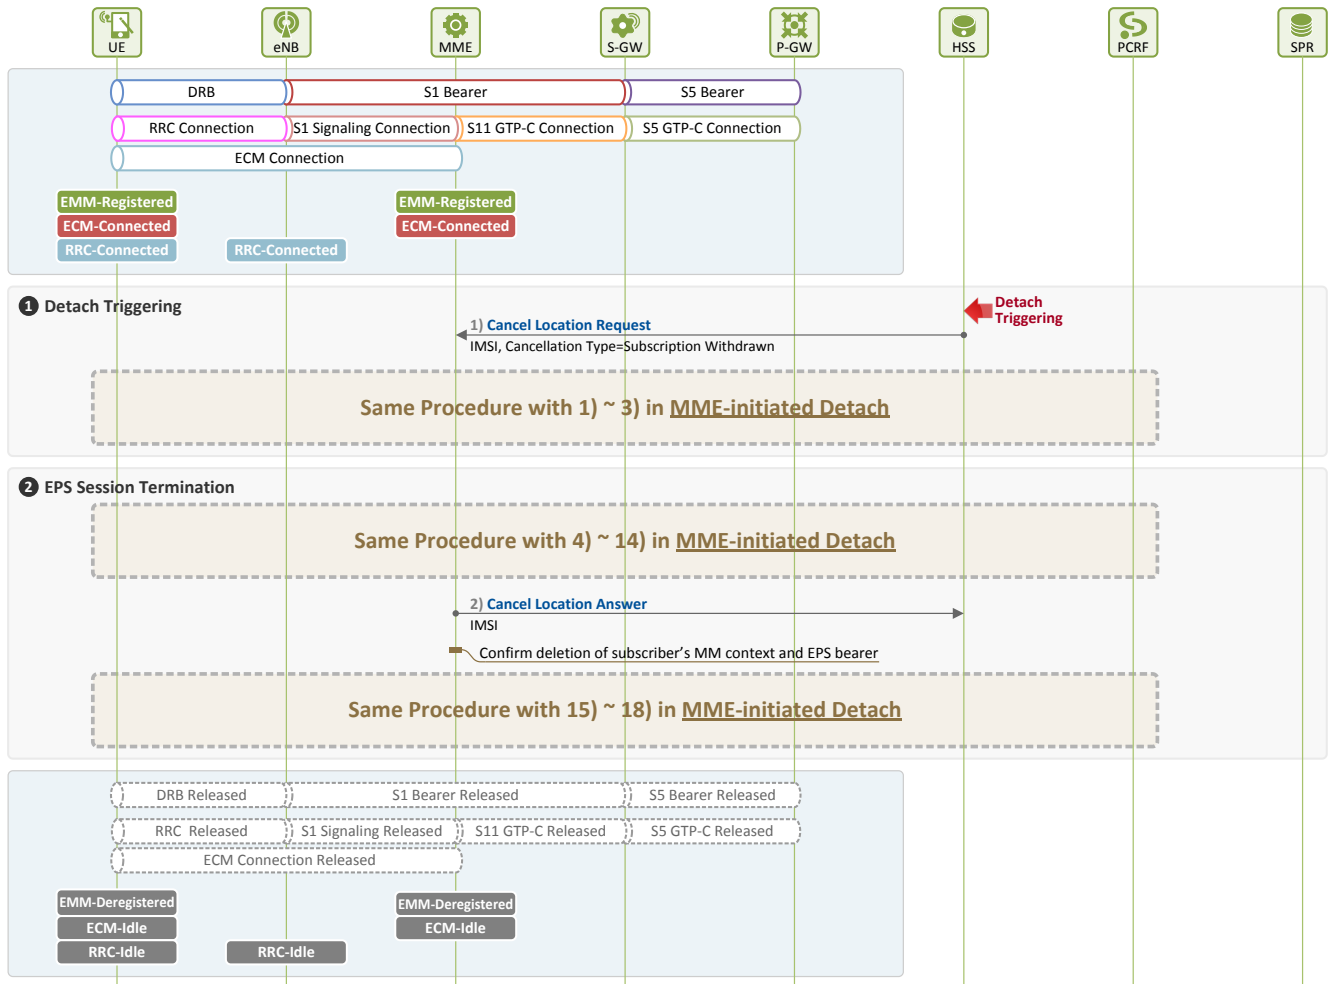 UE eNB MME S-GW P-GW HSS PCRF SPR
DRB S1 Bearer S5 Bearer
RRC Connection S1 Signaling Connection S11 GTP-C Connection S5 GTP-C Connection
ECM Connection
EMM-Registered EMM-Registered
ECM-Connected ECM-Connected
RRC-Connected RRC-Connected
1 Detach Triggering
Detach
Triggering
1) Cancel Location Request
IMSI, Cancellation Type=Subscription Withdrawn
Same Procedure with 1) ~ 3) in MME-initiated Detach
2 EPS Session Termination
Same Procedure with 4) ~ 14) in MME-initiated Detach
2) Cancel Location Answer
IMSI
Confirm deletion of subscriber's MM context and EPS bearer
Same Procedure with 15) ~ 18) in MME-initiated Detach
DRB Released S1 Bearer Released S5 Bearer Released
RRC Released S1 Signaling Released S11 GTP-C Released S5 GTP-C Released
ECM Connection Released
EMM-Deregistered EMM-Deregistered
ECM-Idle ECM-Idle
RRC-Idle RRC-Idle